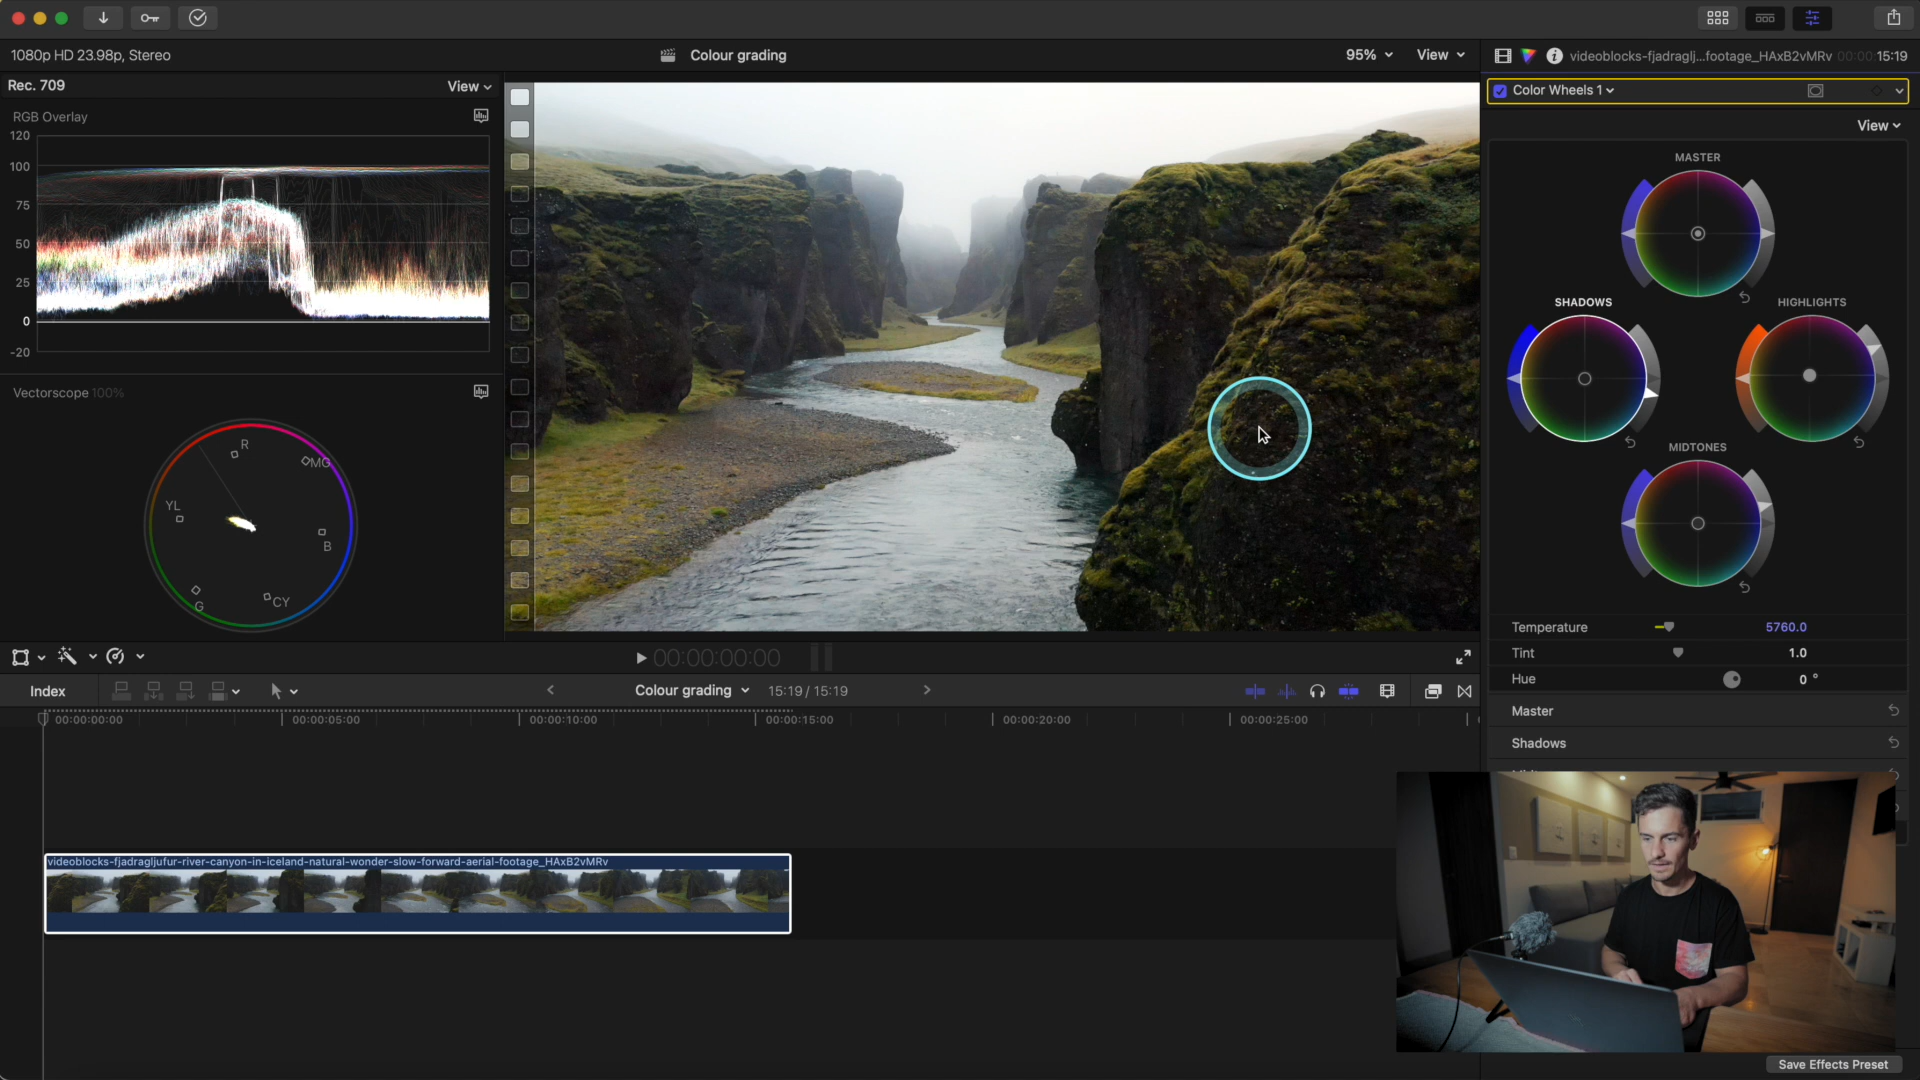 1080p HD 23.98p, Stereo
Colour grading
95%
View
videoblocks-fjadraglj...footage_HAxB2vMRv
00:00:15:19
Rec. 709
View
Color Wheels 1
RGB Overlay
View
120
100
75
50
25
0
-20
MASTER
SHADOWS
HIGHLIGHTS
MIDTONES
Vectorscope 100%
R
MG
YL
B
G
CY
Temperature
5760.0
Tint
1.0
Hue
0 °
Master
Shadows
00:00:00:00
Index
Colour grading
15:19 / 15:19
00:00:00:00
00:00:05:00
00:00:10:00
00:00:15:00
00:00:20:00
00:00:25:00
videoblocks-fjadragljufur-river-canyon-in-iceland-natural-wonder-slow-forward-aerial-footage_HAxB2vMRv
Save Effects Preset